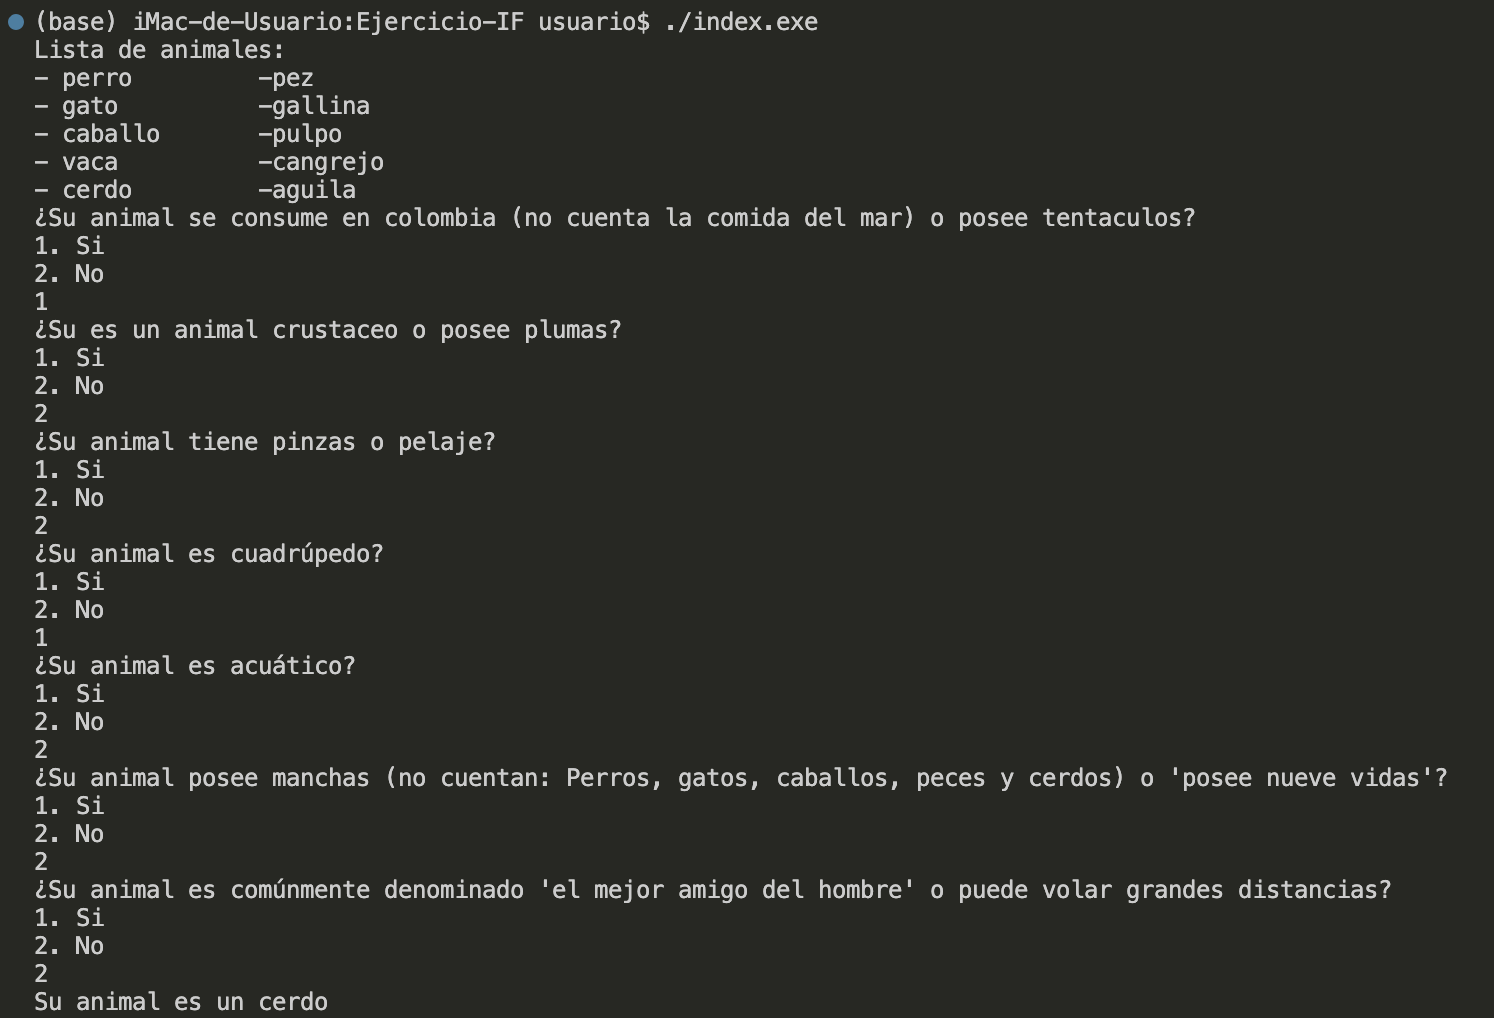 (base) iMac-de-Usuario:Ejercicio-IF usuario$ ./index.exe
Lista de animales:
- perro         -pez
- gato          -gallina
- caballo       -pulpo
- vaca          -cangrejo
- cerdo         -aguila
¿Su animal se consume en colombia (no cuenta la comida del mar) o posee tentaculos?
1. Si
2. No
1
¿Su es un animal crustaceo o posee plumas?
1. Si
2. No
2
¿Su animal tiene pinzas o pelaje?
1. Si
2. No
2
¿Su animal es cuadrúpedo?
1. Si
2. No
1
¿Su animal es acuático?
1. Si
2. No
2
¿Su animal posee manchas (no cuentan: Perros, gatos, caballos, peces y cerdos) o 'posee nueve vidas'?
1. Si
2. No
2
¿Su animal es comúnmente denominado 'el mejor amigo del hombre' o puede volar grandes distancias?
1. Si
2. No
2
Su animal es un cerdo